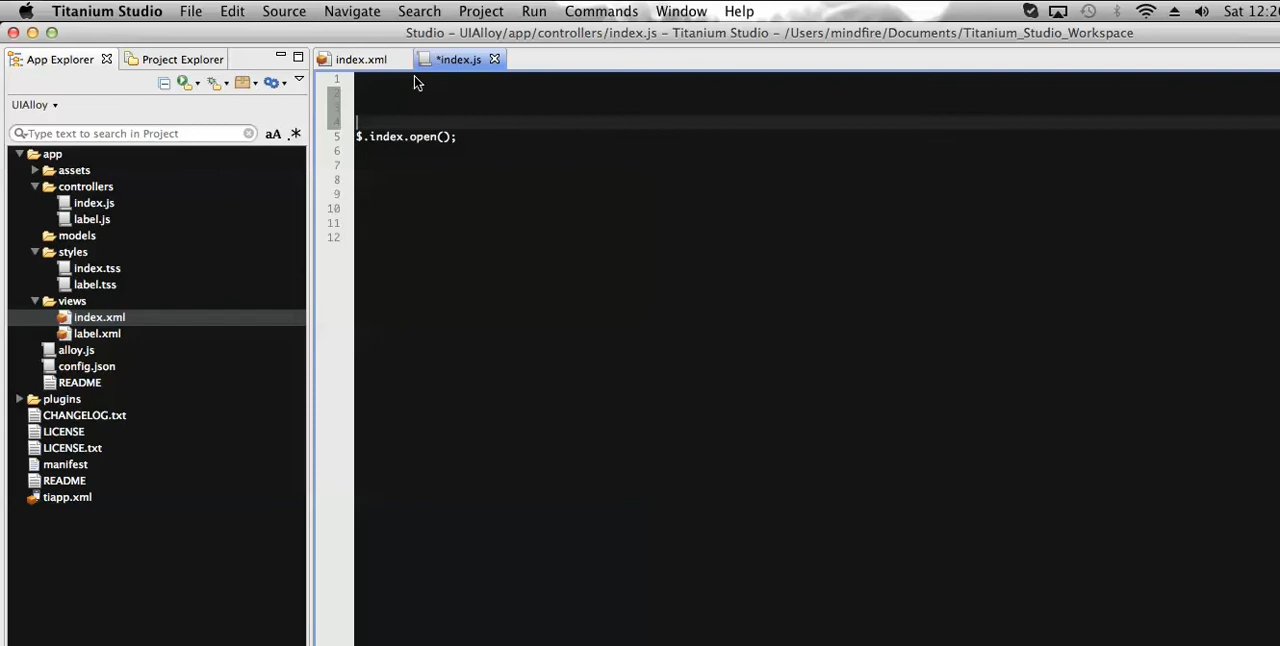 Titanium Studio File Edit Source Navigate Search Project Run Commands Window Help Sat 12:2
Studio – UIAlloy/app/controllers/index.js – Titanium Studio – /Users/mindfire/Documents/Titanium_Studio_Workspace
App Explorer Project Explorer index.xml *index.js
UIAlloy
Type text to search in Project aA .*
app
assets
controllers
index.js
label.js
models
styles
index.tss
label.tss
views
index.xml
label.xml
alloy.js
config.json
README
plugins
CHANGELOG.txt
LICENSE
LICENSE.txt
manifest
README
tiapp.xml
1
2
3
4
5 $.index.open();
6
7
8
9
10
11
12